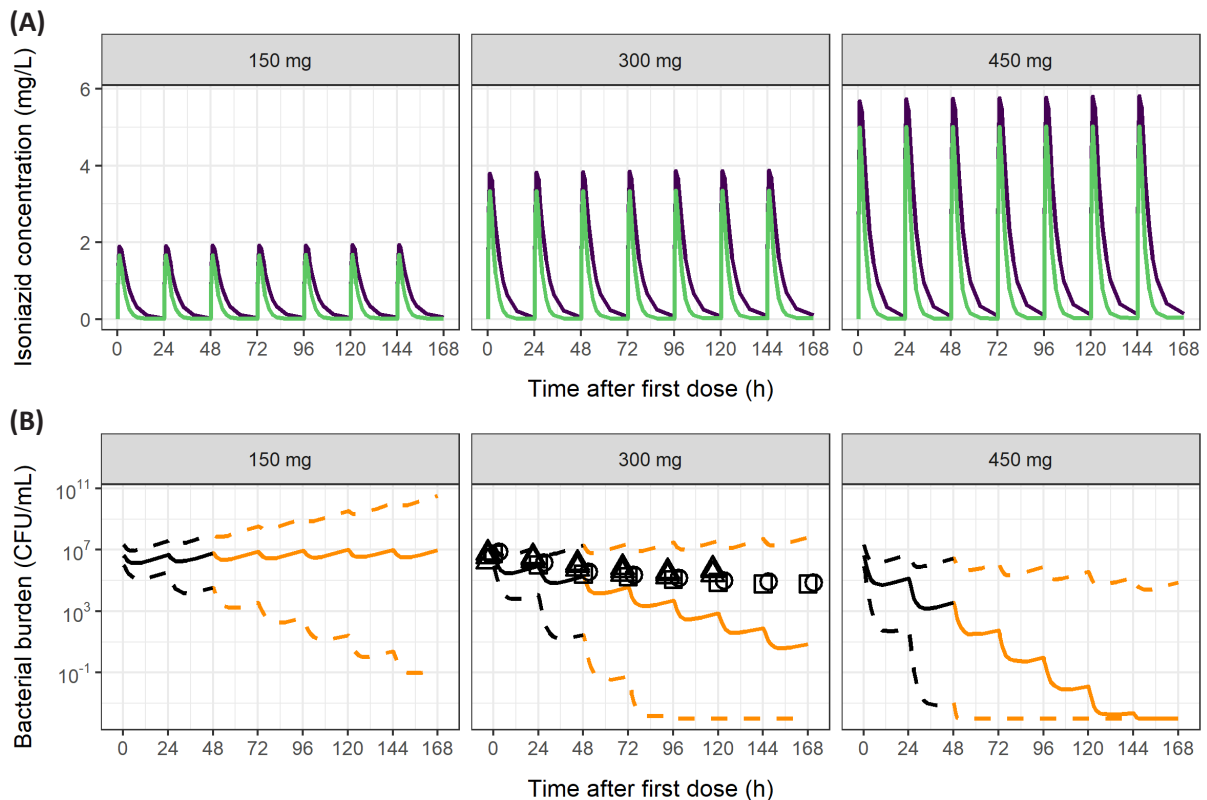 (A)
Isoniazid concentration (mg/L)
150 mg
300 mg
450 mg
6
4
2
0
0 24 48 72 96 120 144 168
0 24 48 72 96 120 144 168
0 24 48 72 96 120 144 168
Time after first dose (h)
(B)
Bacterial burden (CFU/mL)
150 mg
300 mg
450 mg
10^11
10^7
10^3
10^−1
0 24 48 72 96 120 144 168
0 24 48 72 96 120 144 168
0 24 48 72 96 120 144 168
Time after first dose (h)